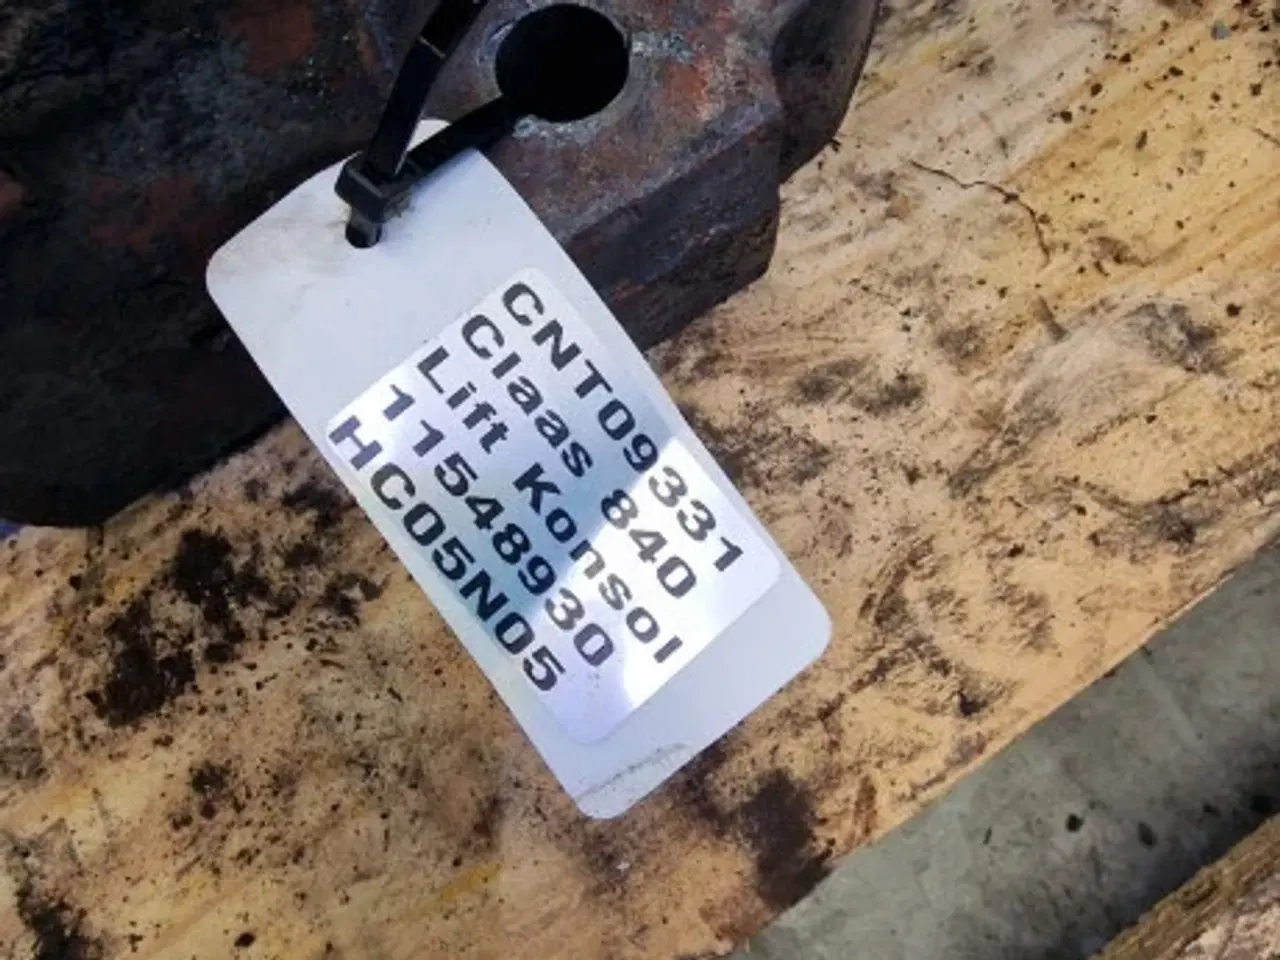 CNT09331
Claas 840
Lift Konsol
11548930
HC05N05